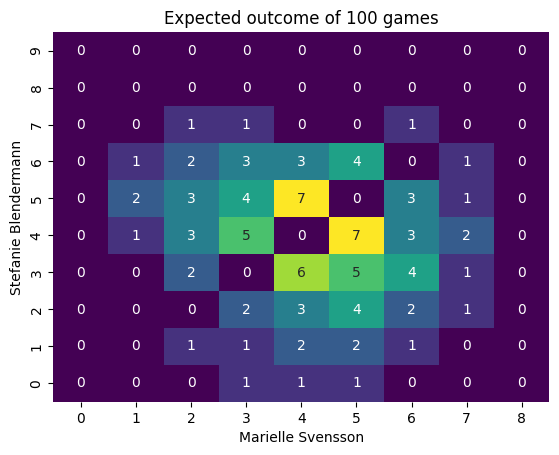 Expected outcome of 100 games
Stefanie Blendermann
9 0 0 0 0 0 0 0 0 0
8 0 0 0 0 0 0 0 0 0
7 0 0 1 1 0 0 1 0 0
6 0 1 2 3 3 4 0 1 0
5 0 2 3 4 7 0 3 1 0
4 0 1 3 5 0 7 3 2 0
3 0 0 2 0 6 5 4 1 0
2 0 0 0 2 3 4 2 1 0
1 0 0 1 1 2 2 1 0 0
0 0 0 0 1 1 1 0 0 0
0 1 2 3 4 5 6 7 8
Marielle Svensson